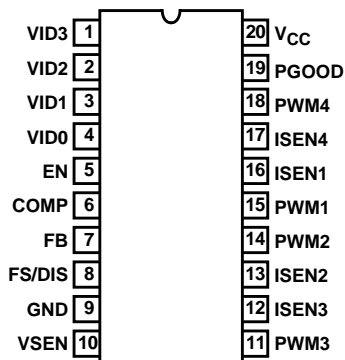 VID3 1 20 VCC
VID2 2 19 PGOOD
VID1 3 18 PWM4
VID0 4 17 ISEN4
EN 5 16 ISEN1
COMP 6 15 PWM1
FB 7 14 PWM2
FS/DIS 8 13 ISEN2
GND 9 12 ISEN3
VSEN 10 11 PWM3